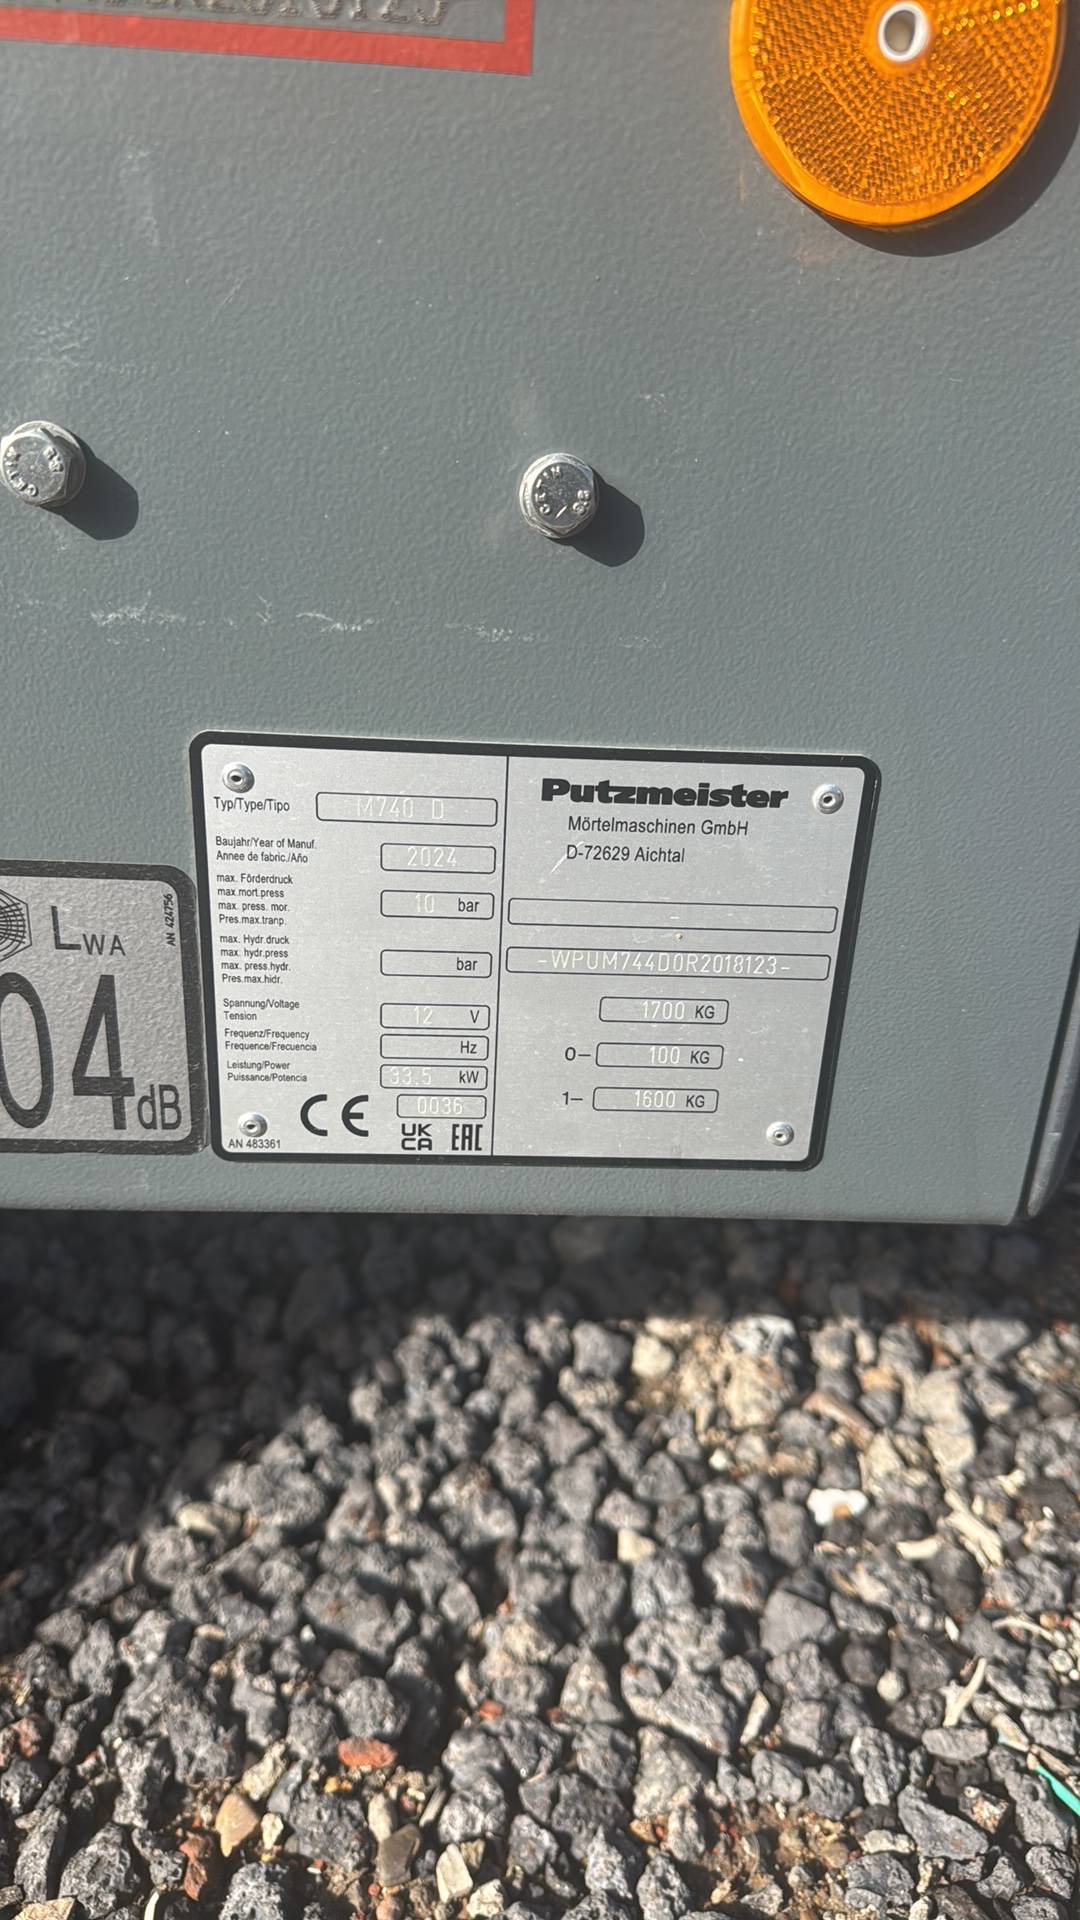 Typ/Type/Tipo M740 D
Baujahr/Year of Manuf.
Annee de fabric./Año 2024
max. Förderdruck
max.mort.press
max. press. mor. 10 bar
Pres.max.tranp.
max. Hydr.druck
max. hydr.press
max. press.hydr. bar
Pres.max.hidr.
Spannung/Voltage
Tension 12 V
Frequenz/Frequency
Frequence/Frecuencia Hz
Leistung/Power
Puissance/Potencia 33.5 kW
CE 0036
UK
CA EAC
AN 483361
Putzmeister
Mörtelmaschinen GmbH
D-72629 Aichtal
-
-WPUM744D0R2018123-
1700 KG
0– 100 KG
1– 1600 KG
LWA
AN 424756
04 dB